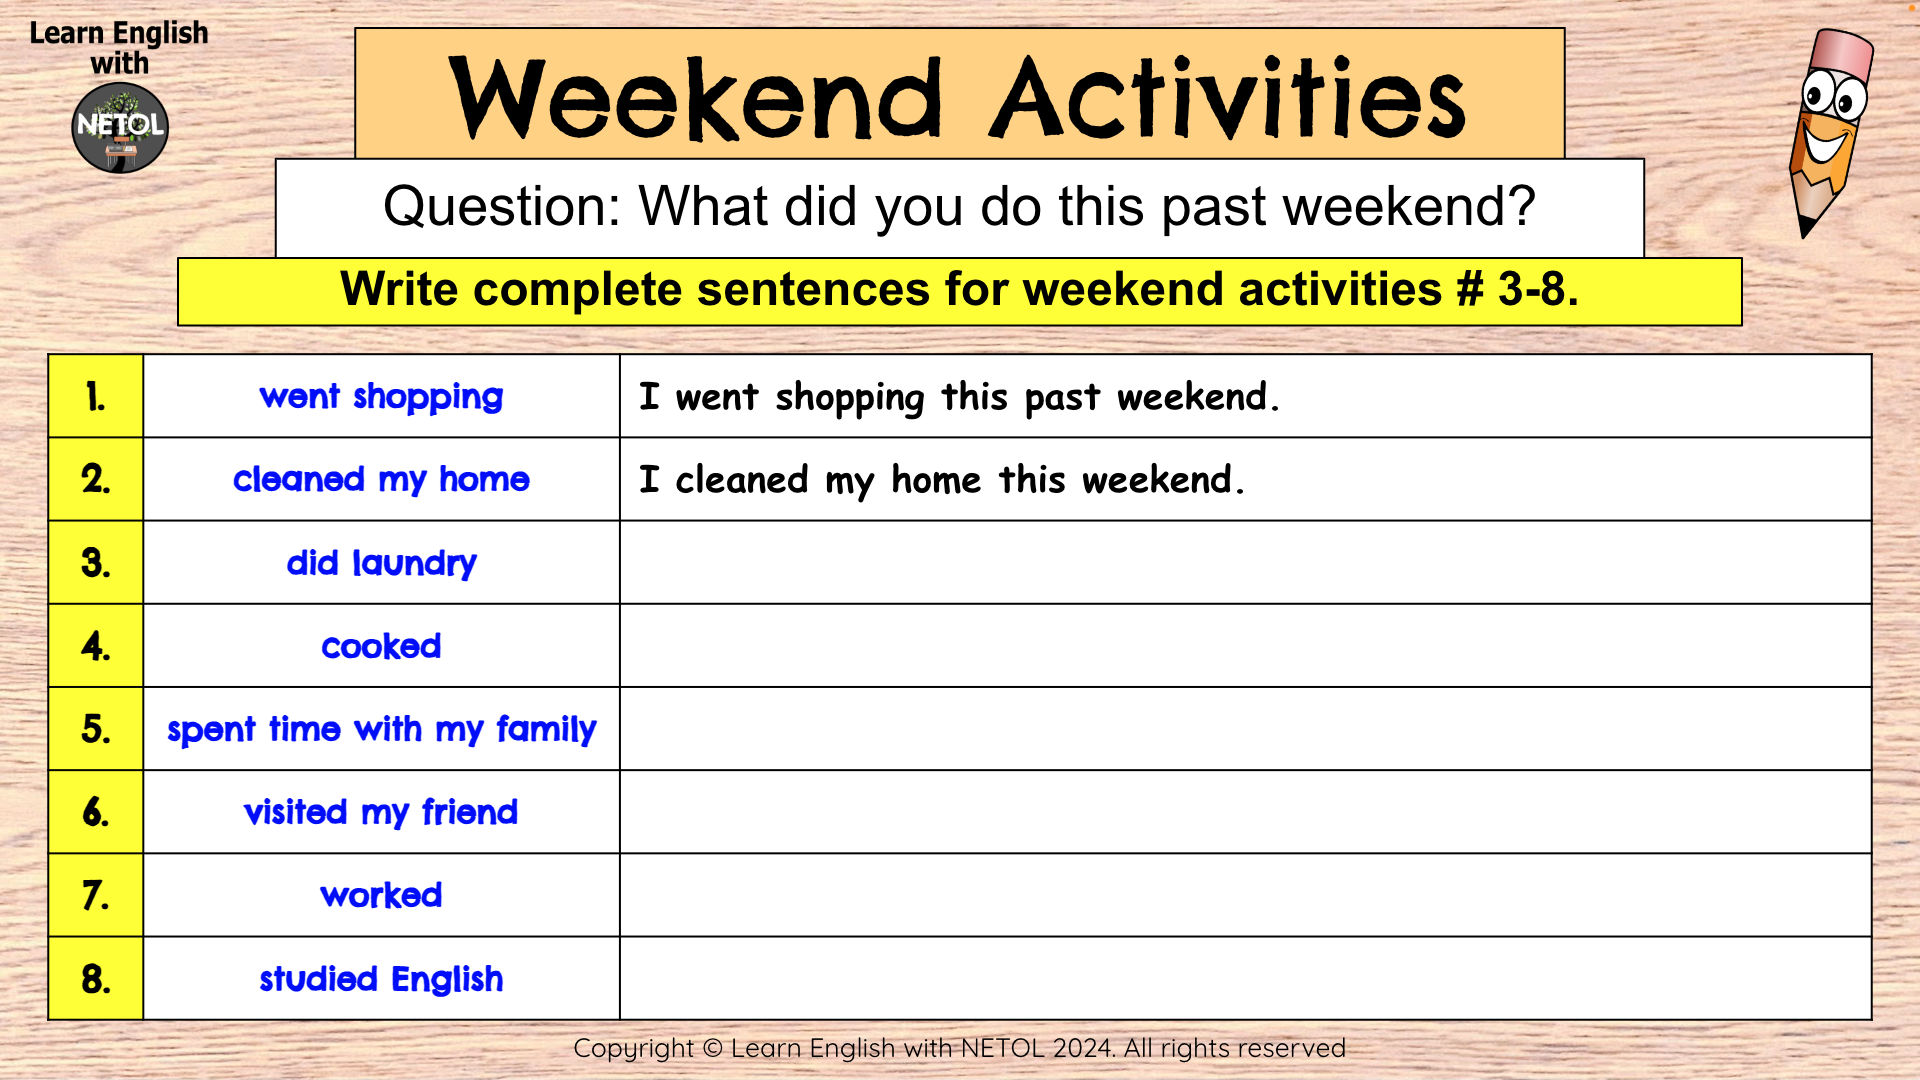 Learn English
with
NETOL
Weekend Activities
Question: What did you do this past weekend?
Write complete sentences for weekend activities # 3-8.
1. went shopping I went shopping this past weekend.
2. cleaned my home I cleaned my home this weekend.
3. did laundry
4. cooked
5. spent time with my family
6. visited my friend
7. worked
8. studied English
Copyright © Learn English with NETOL 2024. All rights reserved